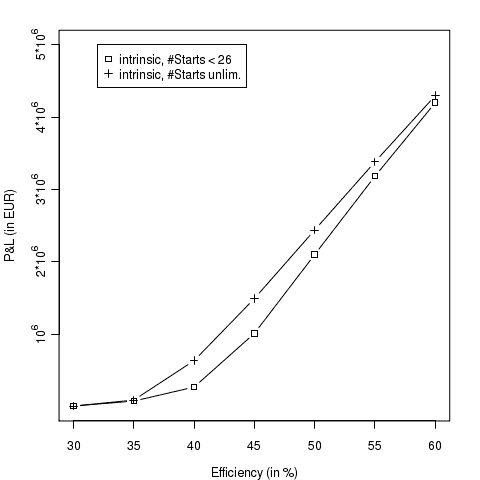 intrinsic, #Starts < 26
intrinsic, #Starts unlim.
P&L (in EUR)
5*10^6
4*10^6
3*10^6
2*10^6
10^6
30 35 40 45 50 55 60
Efficiency (in %)